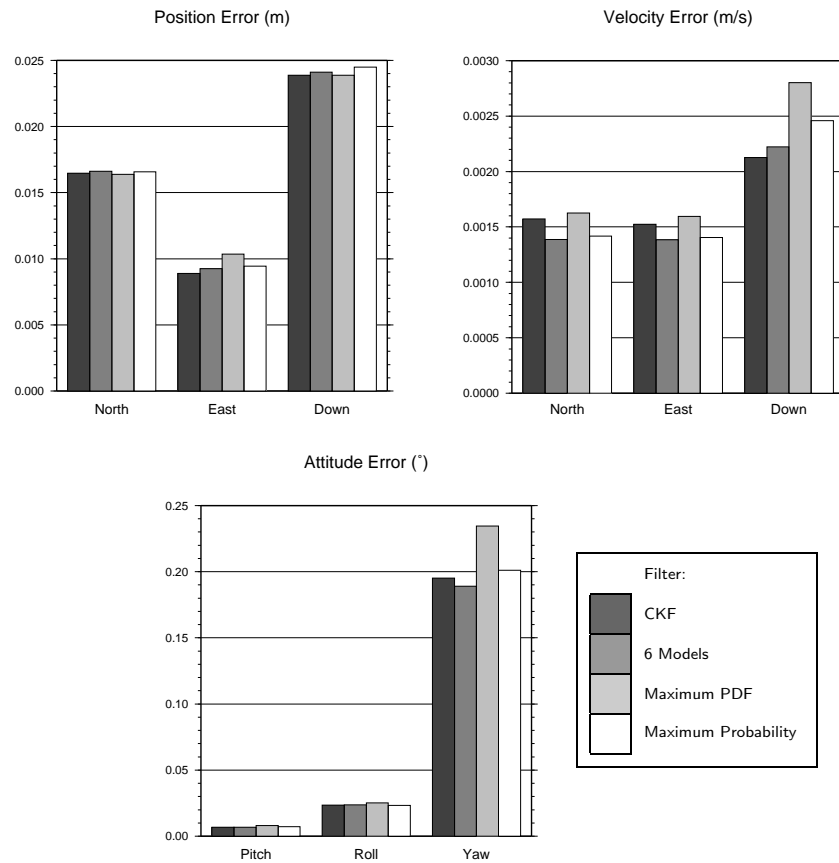 Position Error (m)
0.025
0.020
0.015
0.010
0.005
0.000
North East Down
Velocity Error (m/s)
0.0030
0.0025
0.0020
0.0015
0.0010
0.0005
0.0000
North East Down
Attitude Error (°)
0.25
0.20
0.15
0.10
0.05
0.00
Pitch Roll Yaw
Filter:
CKF
6 Models
Maximum PDF
Maximum Probability